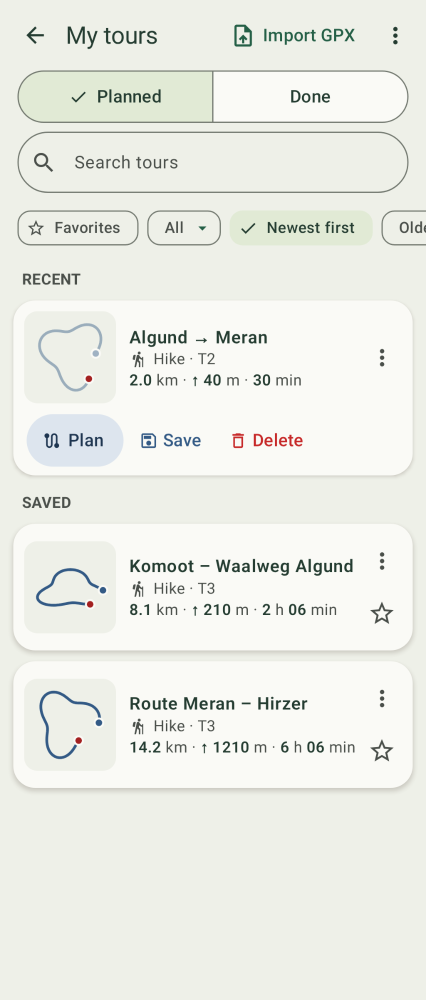 My tours
Import GPX
Planned
Done
Search tours
Favorites
All
Newest first
Olde
RECENT
Algund → Meran
Hike · T2
2.0 km · ↑ 40 m · 30 min
Plan
Save
Delete
SAVED
Komoot – Waalweg Algund
Hike · T3
8.1 km · ↑ 210 m · 2 h 06 min
Route Meran – Hirzer
Hike · T3
14.2 km · ↑ 1210 m · 6 h 06 min